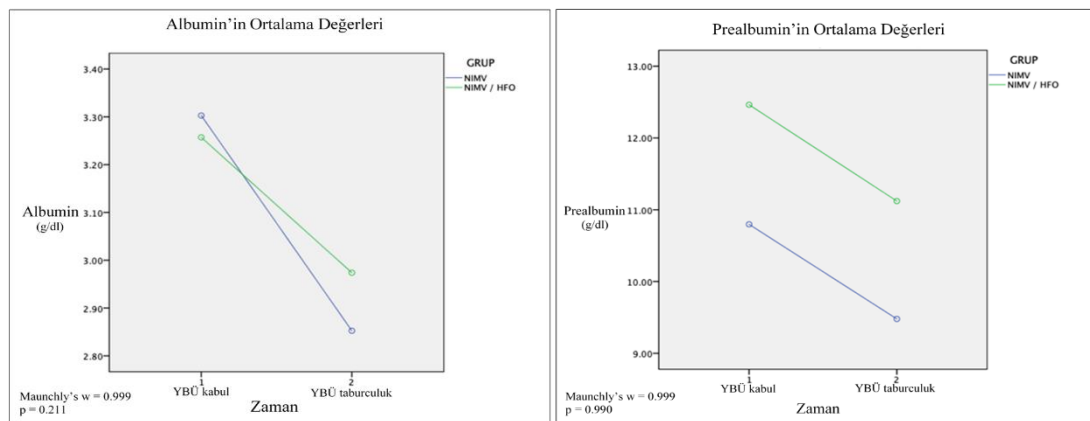 Albumin’in Ortalama Değerleri
GRUP
NIMV
NIMV / HFO
3.40
3.30
3.20
3.10
3.00
2.90
2.80
Albumin
(g/dl)
1
2
YBÜ kabul
YBÜ taburculuk
Zaman
Maunchly’s w = 0.999
p = 0.211
Prealbumin’in Ortalama Değerleri
GRUP
NIMV
NIMV / HFO
13.00
12.00
11.00
10.00
9.00
Prealbumin
(g/dl)
1
2
YBÜ kabul
YBÜ taburculuk
Zaman
Maunchly’s w = 0.999
p = 0.990